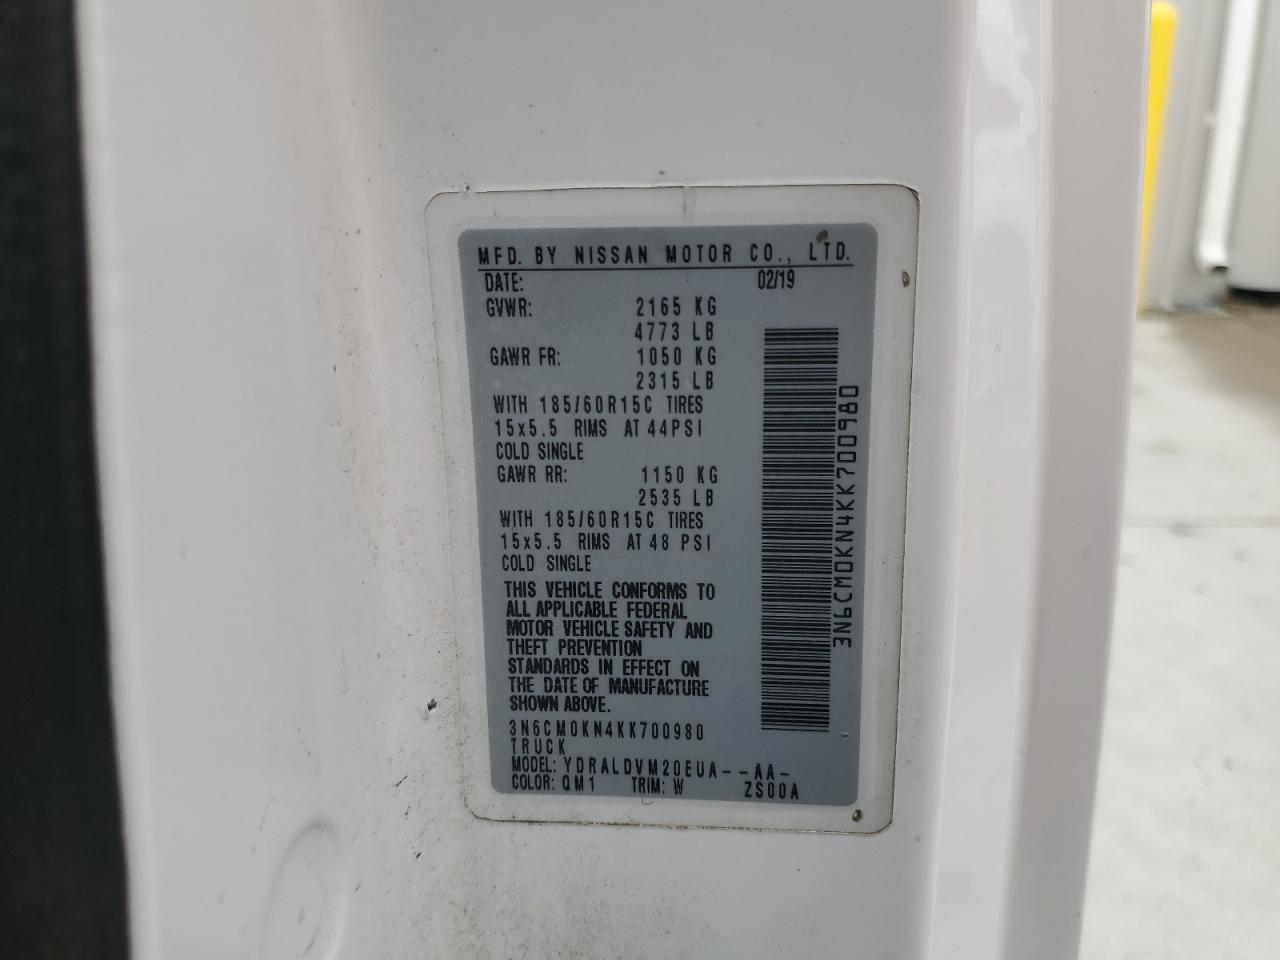 MFD. BY NISSAN MOTOR CO., LTD.
DATE: 02/19
GVWR: 2165 KG
4773 LB
GAWR FR: 1050 KG
2315 LB
WITH 185/60R15C TIRES
15x5.5 RIMS AT 44PSI
COLD SINGLE
GAWR RR: 1150 KG
2535 LB
WITH 185/60R15C TIRES
15x5.5 RIMS AT 48 PSI
COLD SINGLE
THIS VEHICLE CONFORMS TO
ALL APPLICABLE FEDERAL
MOTOR VEHICLE SAFETY AND
THEFT PREVENTION
STANDARDS IN EFFECT ON
THE DATE OF MANUFACTURE
SHOWN ABOVE.
3N6CM0KN4KK700980
TRUCK
MODEL: YDRALDVM20EUA--AA-
COLOR: QM1 TRIM: W ZS00A
3N6CM0KN4KK700980